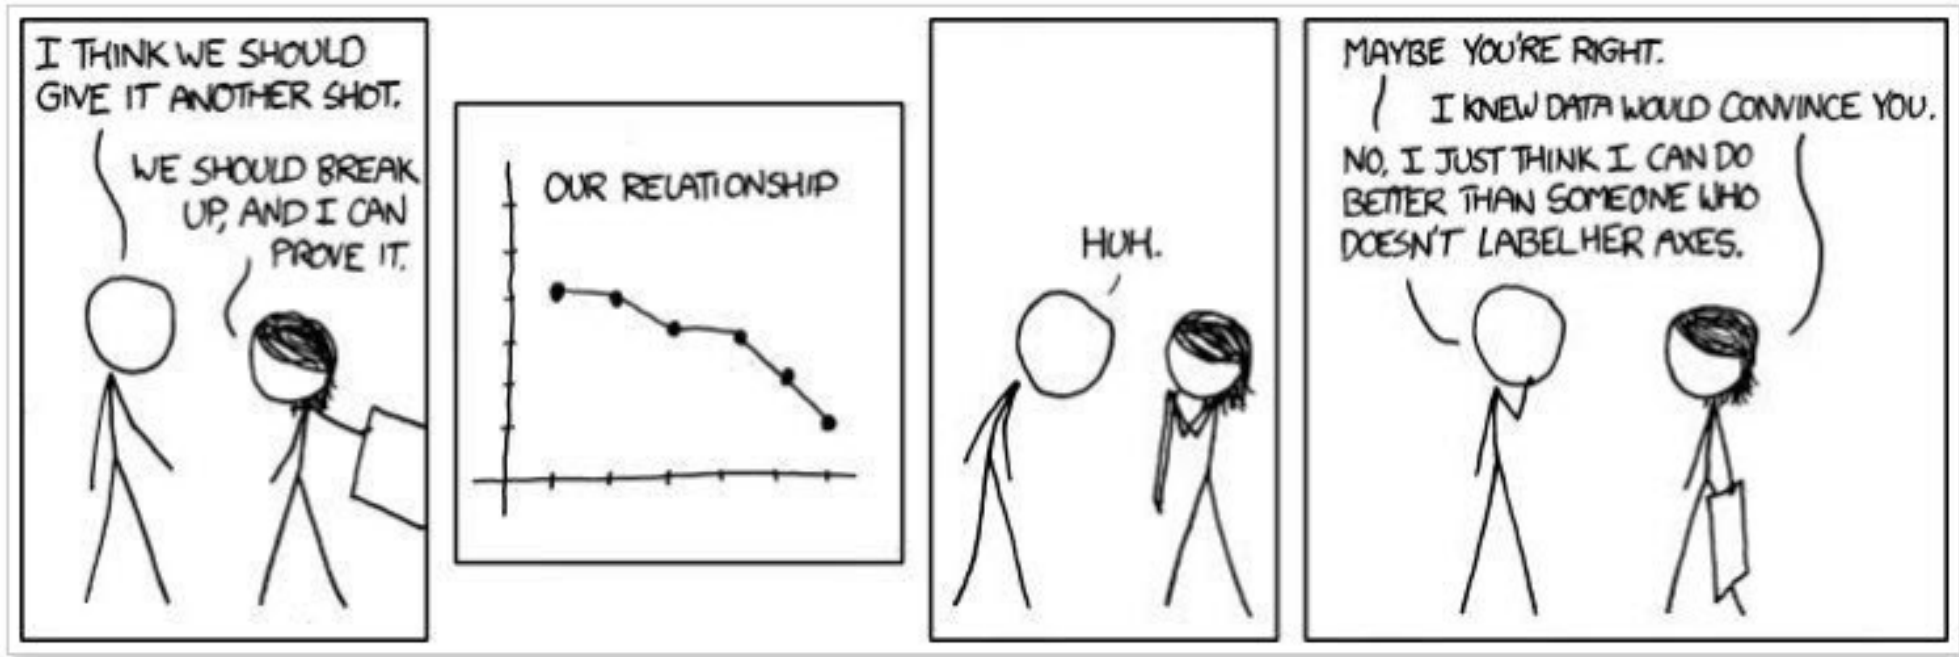 I THINK WE SHOULD
GIVE IT ANOTHER SHOT.
WE SHOULD BREAK
UP, AND I CAN
PROVE IT.
OUR RELATIONSHIP
HUH.
MAYBE YOU'RE RIGHT.
I KNEW DATA WOULD CONVINCE YOU.
NO, I JUST THINK I CAN DO
BETTER THAN SOMEONE WHO
DOESN'T LABEL HER AXES.